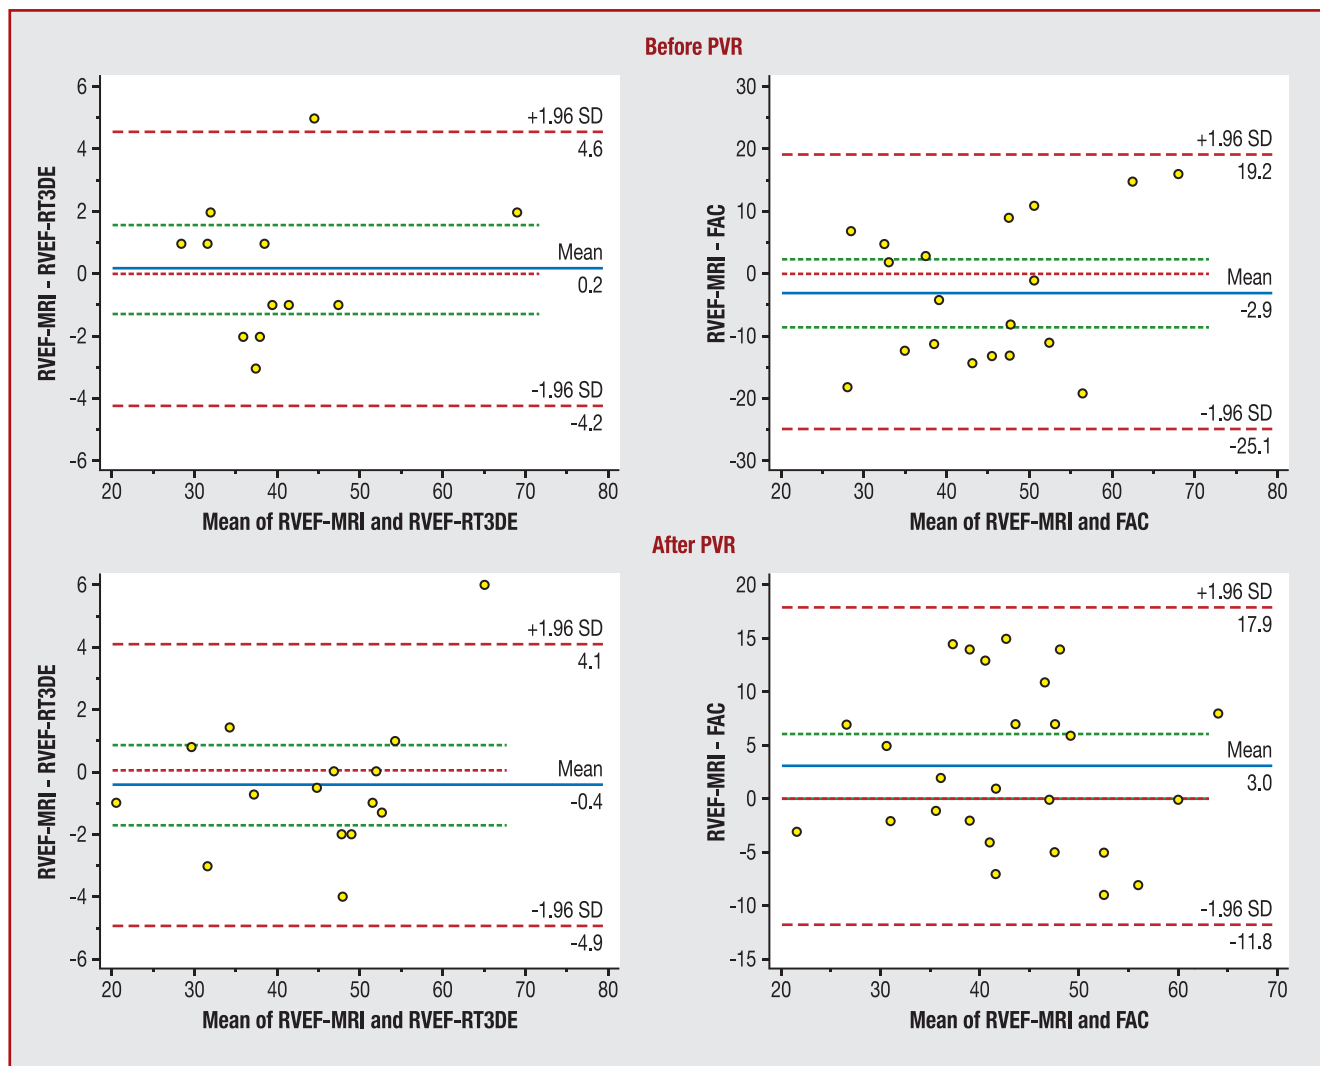 Before PVR
RVEF-MRI - RVEF-RT3DE
6
4
2
0
-2
-4
-6
+1.96 SD
4.6
Mean
0.2
-1.96 SD
-4.2
20 30 40 50 60 70 80
Mean of RVEF-MRI and RVEF-RT3DE
RVEF-MRI - FAC
30
20
10
0
-10
-20
-30
+1.96 SD
19.2
Mean
-2.9
-1.96 SD
-25.1
20 30 40 50 60 70 80
Mean of RVEF-MRI and FAC
After PVR
RVEF-MRI - RVEF-RT3DE
6
4
2
0
-2
-4
-6
+1.96 SD
4.1
Mean
-0.4
-1.96 SD
-4.9
20 30 40 50 60 70 80
Mean of RVEF-MRI and RVEF-RT3DE
RVEF-MRI - FAC
20
15
10
5
0
-5
-10
-15
+1.96 SD
17.9
Mean
3.0
-1.96 SD
-11.8
20 30 40 50 60 70
Mean of RVEF-MRI and FAC